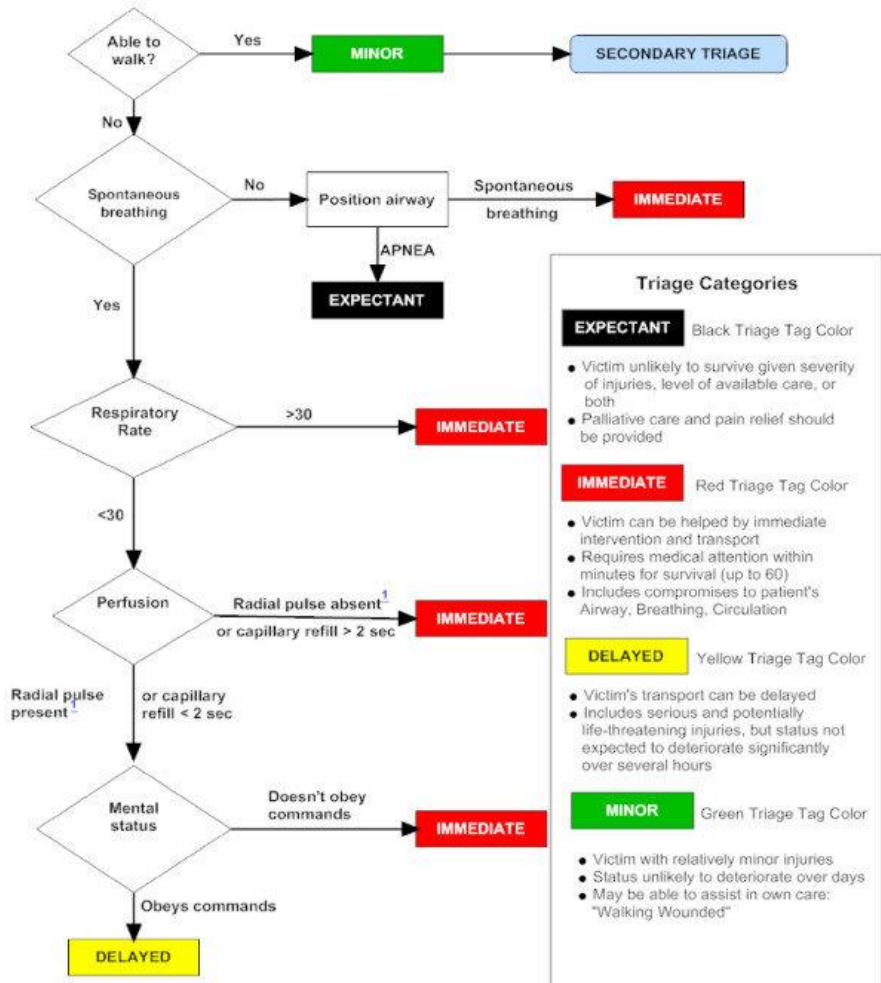 Able to
walk?
Yes
MINOR
SECONDARY TRIAGE
No
Spontaneous
breathing
No
Position airway
Spontaneous
breathing
IMMEDIATE
APNEA
EXPECTANT
Yes
Respiratory
Rate
>30
IMMEDIATE
<30
Perfusion
Radial pulse absent1
or capillary refill > 2 sec
IMMEDIATE
Radial pulse
present1
or capillary
refill < 2 sec
Mental
status
Doesn't obey
commands
IMMEDIATE
Obeys commands
DELAYED
Triage Categories
EXPECTANT Black Triage Tag Color
● Victim unlikely to survive given severity
of injuries, level of available care, or
both
● Palliative care and pain relief should
be provided
IMMEDIATE Red Triage Tag Color
● Victim can be helped by immediate
intervention and transport
● Requires medical attention within
minutes for survival (up to 60)
● Includes compromises to patient's
Airway, Breathing, Circulation
DELAYED Yellow Triage Tag Color
● Victim's transport can be delayed
● Includes serious and potentially
life-threatening injuries, but status not
expected to deteriorate significantly
over several hours
MINOR Green Triage Tag Color
● Victim with relatively minor injuries
● Status unlikely to deteriorate over days
● May be able to assist in own care:
"Walking Wounded"